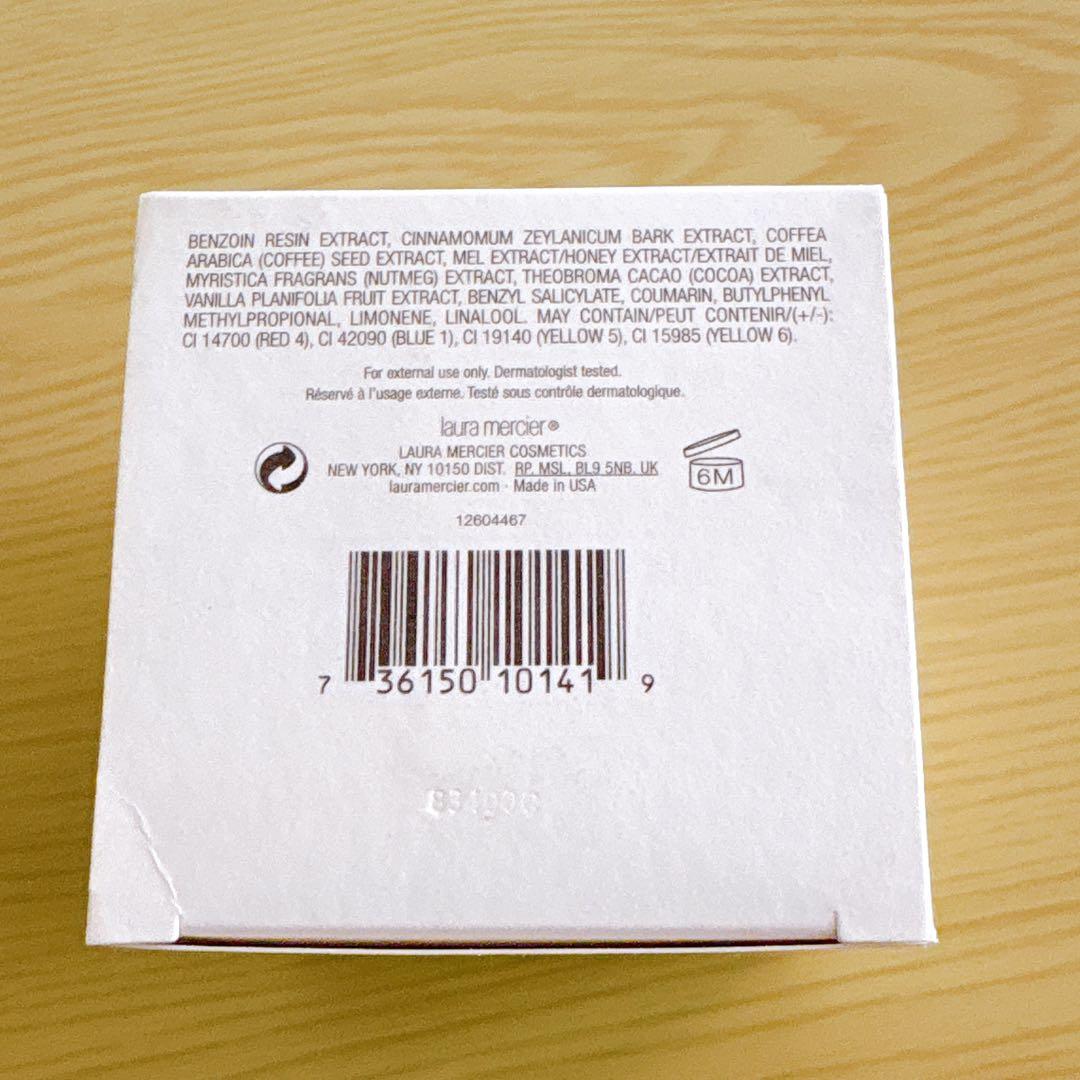 BENZOIN RESIN EXTRACT, CINNAMOMUM ZEYLANICUM BARK EXTRACT, COFFEA
ARABICA (COFFEE) SEED EXTRACT, MEL EXTRACT/HONEY EXTRACT/EXTRAIT DE MIEL,
MYRISTICA FRAGRANS (NUTMEG) EXTRACT, THEOBROMA CACAO (COCOA) EXTRACT,
VANILLA PLANIFOLIA FRUIT EXTRACT, BENZYL SALICYLATE, COUMARIN, BUTYLPHENYL
METHYLPROPIONAL, LIMONENE, LINALOOL. MAY CONTAIN/PEUT CONTENIR/(+/-):
CI 14700 (RED 4), CI 42090 (BLUE 1), CI 19140 (YELLOW 5), CI 15985 (YELLOW 6).
For external use only. Dermatologist tested.
Réservé à l'usage externe. Testé sous contrôle dermatologique.
laura mercier®
LAURA MERCIER COSMETICS
NEW YORK, NY 10150 DIST. RP, MSL, BL9 5NB, UK
lauramercier.com · Made in USA
6M
12604467
7 36150 10141 9